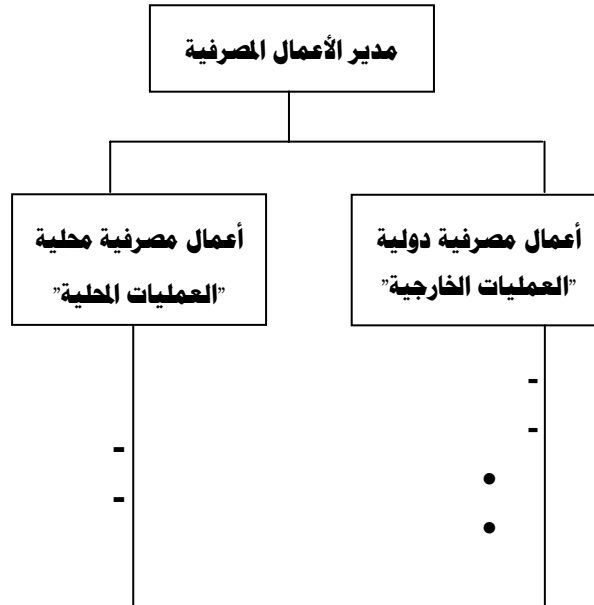 مدير الأعمال المصرفية
أعمال مصرفية دولية
"العمليات الخارجية"
أعمال مصرفية محلية
"العمليات المحلية"
-
-
•
•
-
-